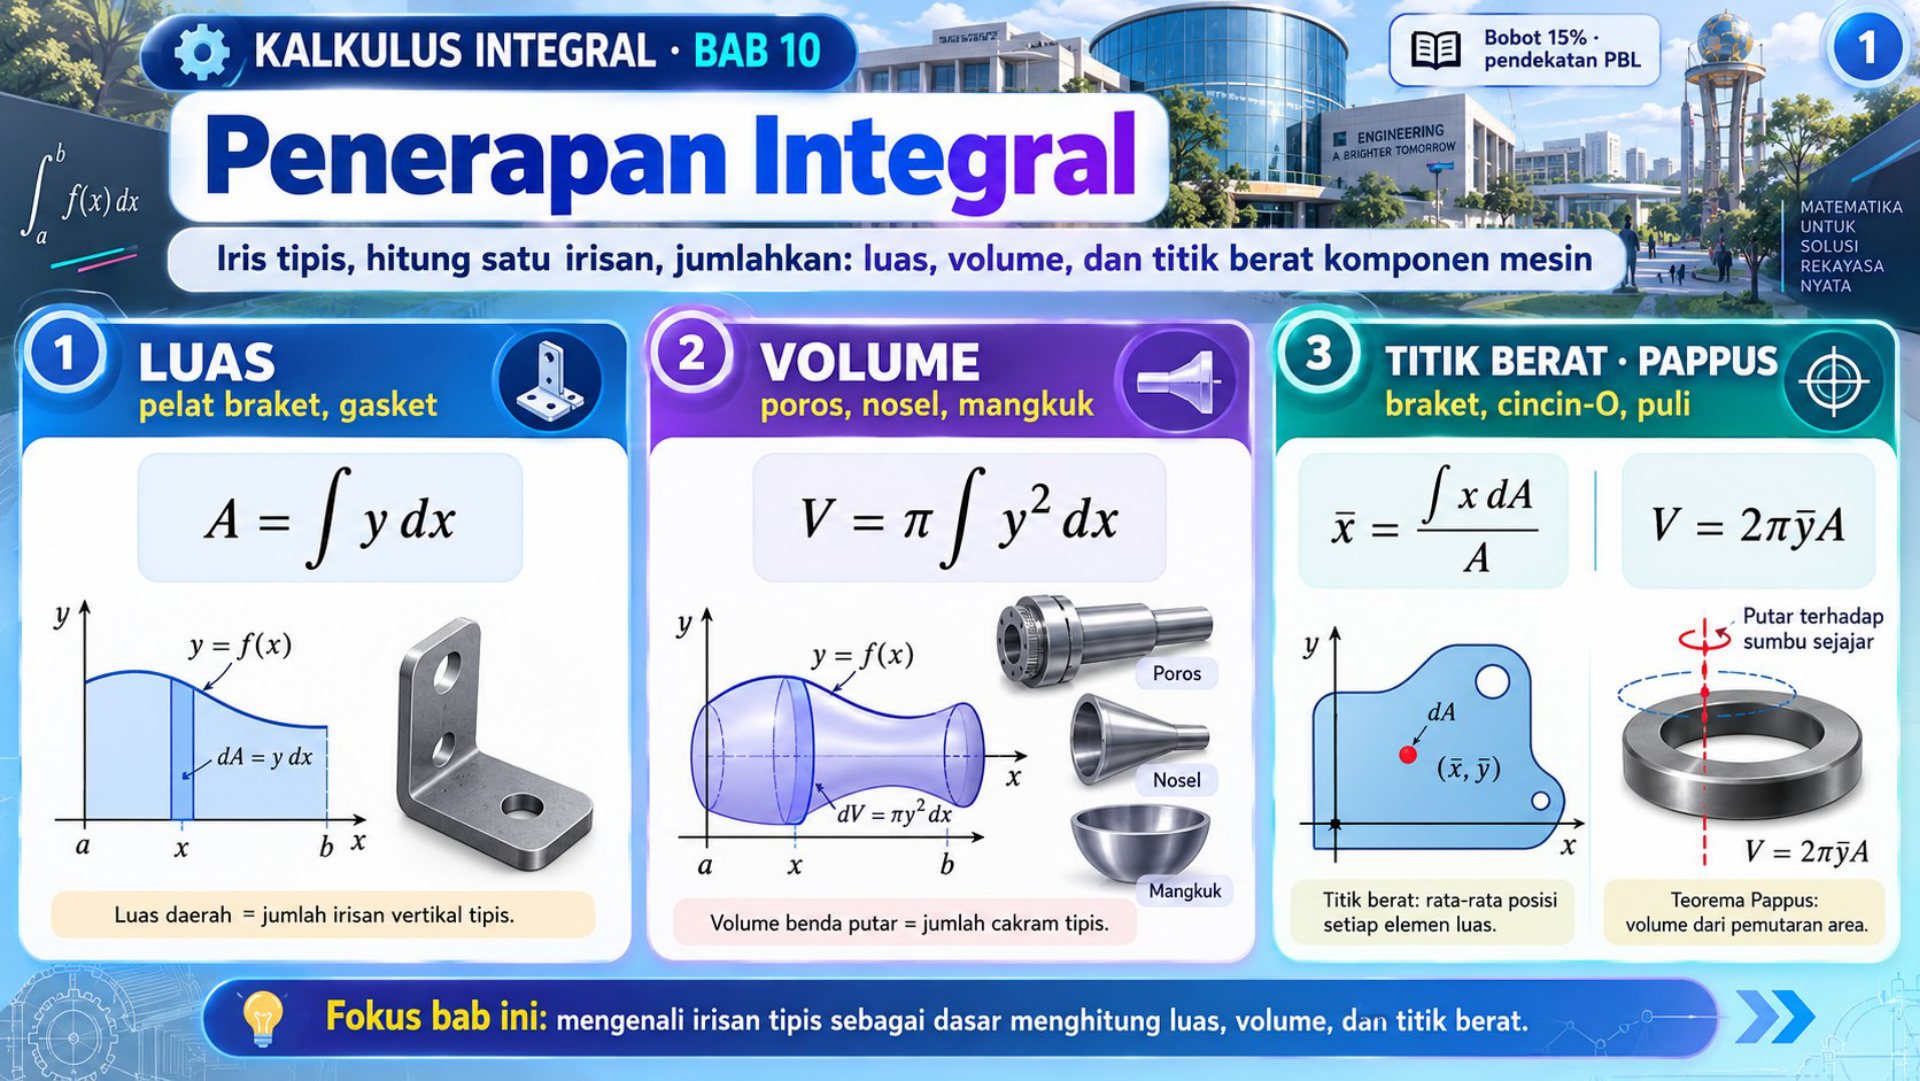 KALKULUS INTEGRAL · BAB 10
Bobot 15% ·
pendekatan PBL
1
Penerapan Integral
ENGINEERING
A BRIGHTER TOMORROW
∫_a^b f(x) dx
MATEMATIKA
UNTUK
SOLUSI
REKAYASA
NYATA
Iris tipis, hitung satu irisan, jumlahkan: luas, volume, dan titik berat komponen mesin
1
LUAS
pelat braket, gasket
A = ∫ y dx
y
y = f(x)
dA = y dx
a
x
b
x
Luas daerah = jumlah irisan vertikal tipis.
2
VOLUME
poros, nosel, mangkuk
V = π ∫ y² dx
y
y = f(x)
x
dV = πy² dx
a
x
b
Poros
Nosel
Mangkuk
Volume benda putar = jumlah cakram tipis.
3
TITIK BERAT · PAPPUS
braket, cincin-O, puli
x̄ = ∫ x dA / A
V = 2πȳA
y
dA
(x̄, ȳ)
x
Putar terhadap
sumbu sejajar
V = 2πȳA
Titik berat: rata-rata posisi
setiap elemen luas.
Teorema Pappus:
volume dari pemutaran area.
Fokus bab ini: mengenali irisan tipis sebagai dasar menghitung luas, volume, dan titik berat.